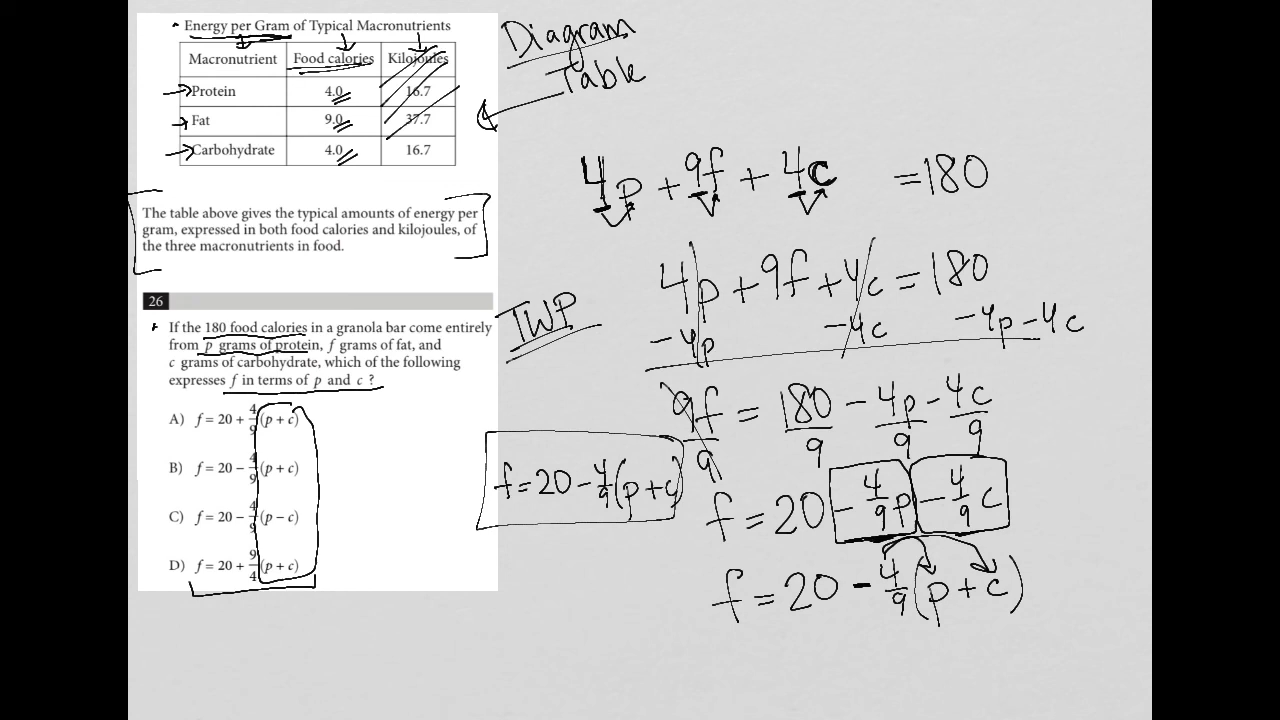 Energy per Gram of Typical Macronutrients
Macronutrient Food calories Kilojoules
Protein 4.0 16.7
Fat 9.0 37.7
Carbohydrate 4.0 16.7
The table above gives the typical amounts of energy per
gram, expressed in both food calories and kilojoules, of
the three macronutrients in food.
26
If the 180 food calories in a granola bar come entirely
from p grams of protein, f grams of fat, and
c grams of carbohydrate, which of the following
expresses f in terms of p and c ?
A) f = 20 + 4/9 (p + c)
B) f = 20 − 4/9 (p + c)
C) f = 20 − 4/9 (p − c)
D) f = 20 + 9/4 (p + c)
Diagram
Table
4p + 9f + 4c = 180
TWP
4p + 9f + 4c = 180
− 4p − 4c − 4p − 4c
9f/9 = 180/9 − 4p/9 − 4c/9
f = 20 − 4/9 (p + c)
f = 20 − 4/9 p − 4/9 c
f = 20 − 4/9 (p + c)